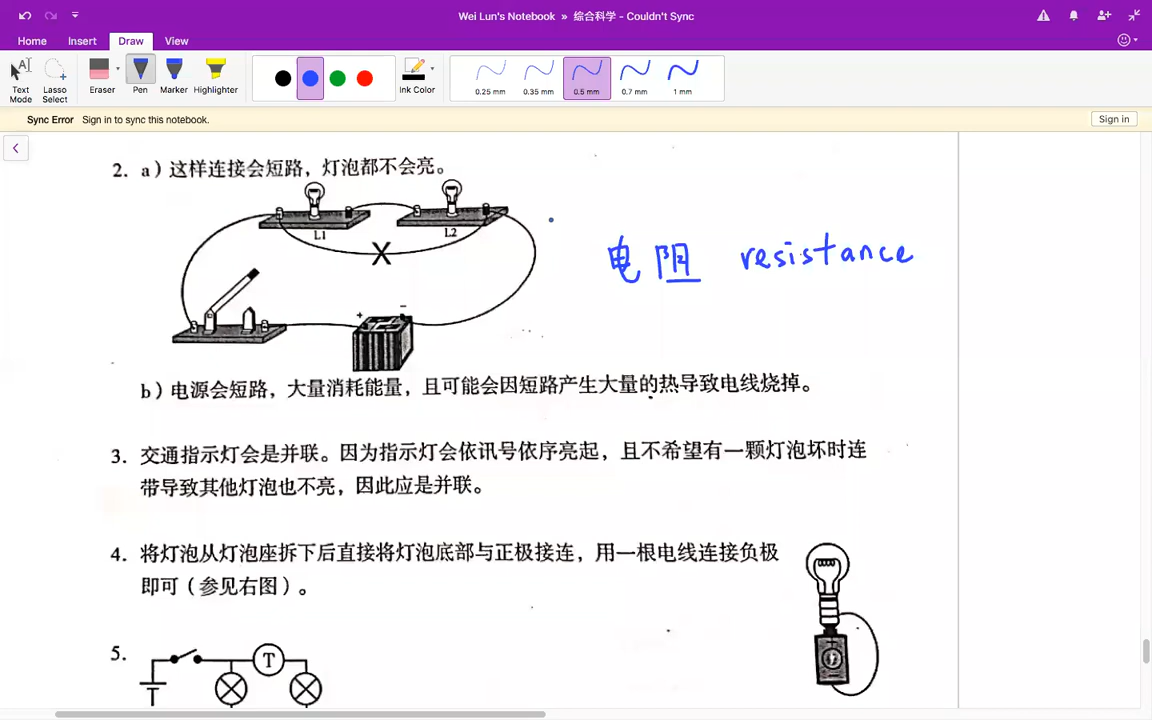 Wei Lun's Notebook » 综合科学 - Couldn't Sync
Home Insert Draw View
Text Mode
Lasso Select
Eraser
Pen
Marker
Highlighter
Ink Color
0.25 mm
0.35 mm
0.5 mm
0.7 mm
1 mm
Sync Error Sign in to sync this notebook.
Sign in
2. a）这样连接会短路，灯泡都不会亮。
L1
L2
X
+
−
电阻 resistance
b）电源会短路，大量消耗能量，且可能会因短路产生大量的热导致电线烧掉。
3. 交通指示灯会是并联。因为指示灯会依讯号依序亮起，且不希望有一颗灯泡坏时连
带导致其他灯泡也不亮，因此应是并联。
4. 将灯泡从灯泡座拆下后直接将灯泡底部与正极接连，用一根电线连接负极
即可（参见右图）。
5.
T